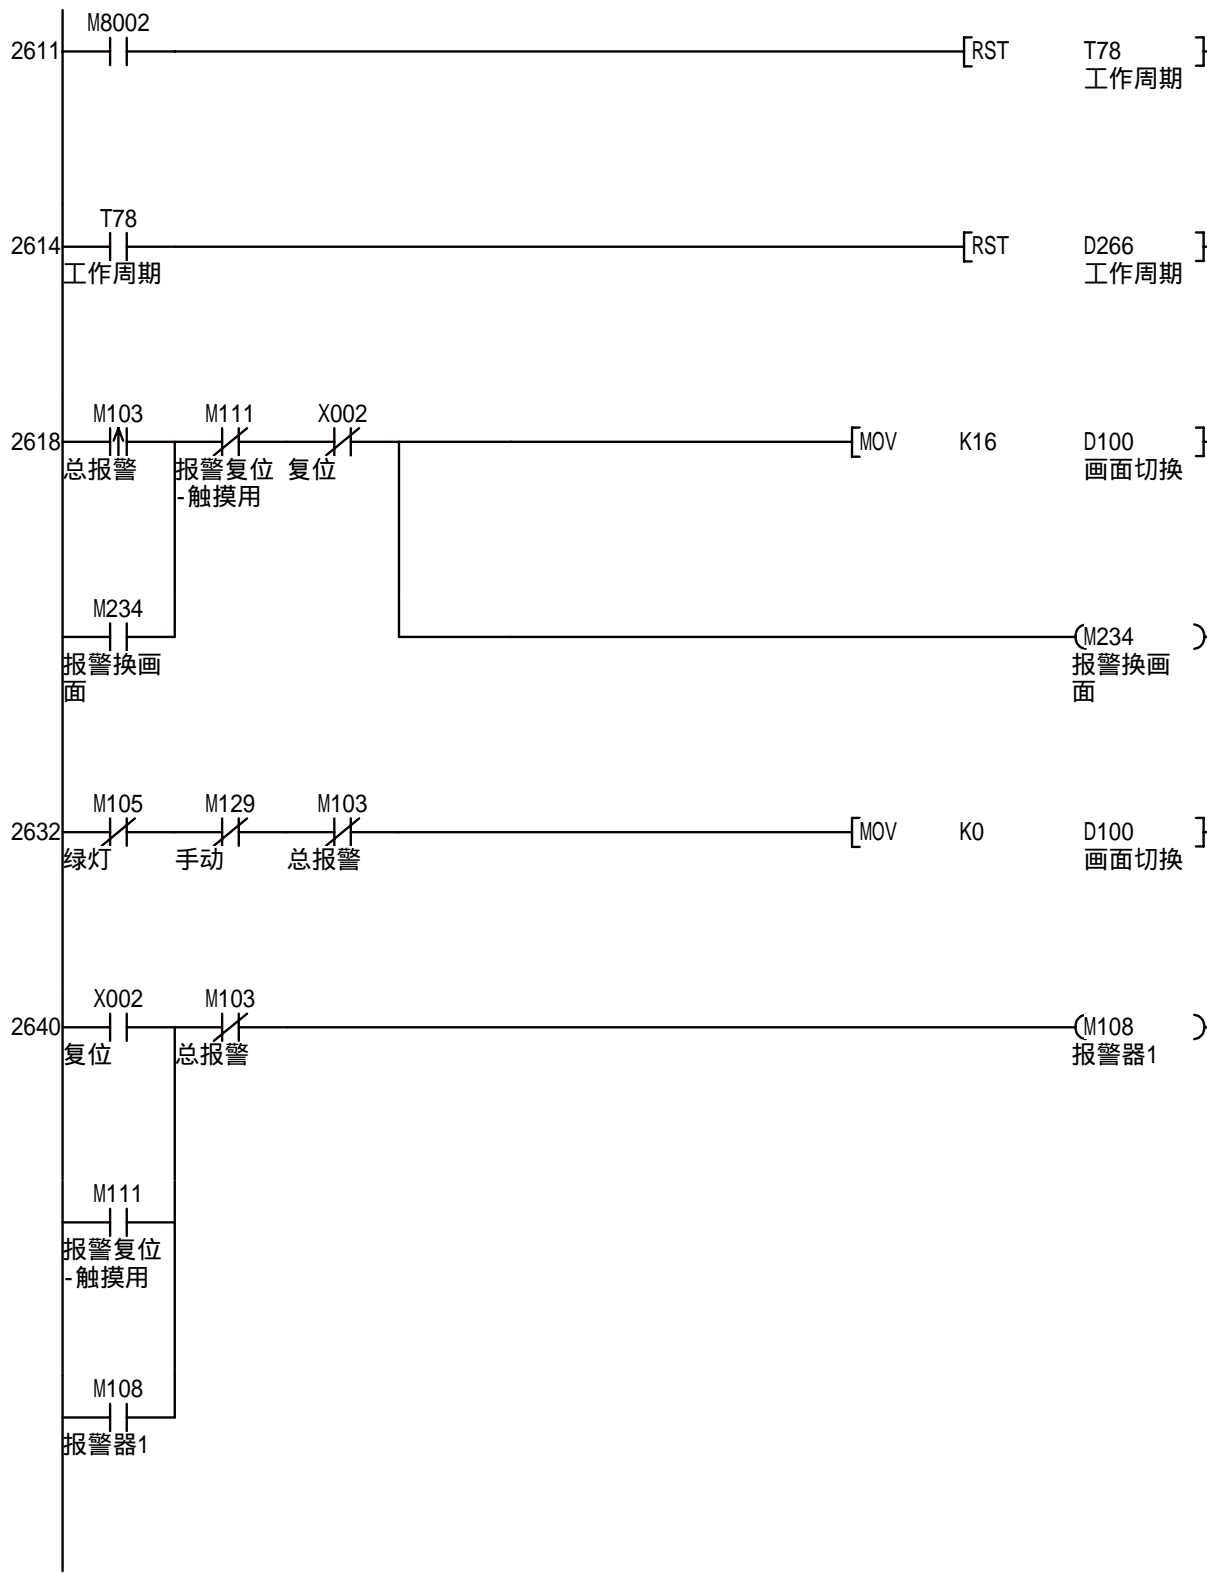 M8002
2611 [RST T78 ]
工作周期
T78
2614 [RST D266 ]
工作周期 工作周期
M103 M111 X002
2618 [MOV K16 D100 ]
总报警 报警复位 复位 画面切换
-触摸用
M234
(M234 )
报警换画 报警换画
面 面
M105 M129 M103
2632 [MOV K0 D100 ]
绿灯 手动 总报警 画面切换
X002 M103
2640 (M108 )
复位 总报警 报警器1
M111
报警复位
-触摸用
M108
报警器1